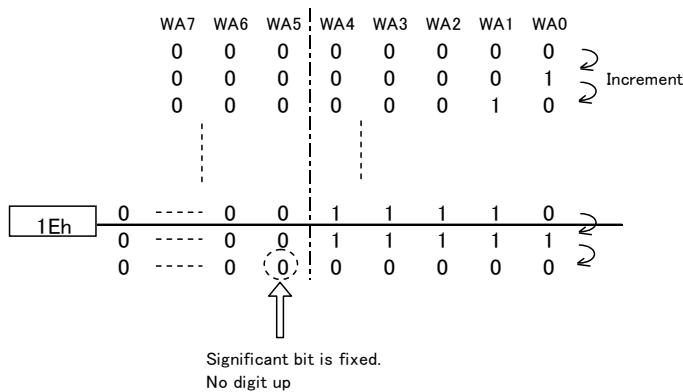 WA7 WA6 WA5 WA4 WA3 WA2 WA1 WA0
0 0 0 0 0 0 0 0
0 0 0 0 0 0 0 1 Increment
0 0 0 0 0 0 1 0
0 ----- 0 0 1 1 1 1 0
1Eh
0 ----- 0 0 1 1 1 1 1
0 ----- 0 0 0 0 0 0 0
Significant bit is fixed.
No digit up